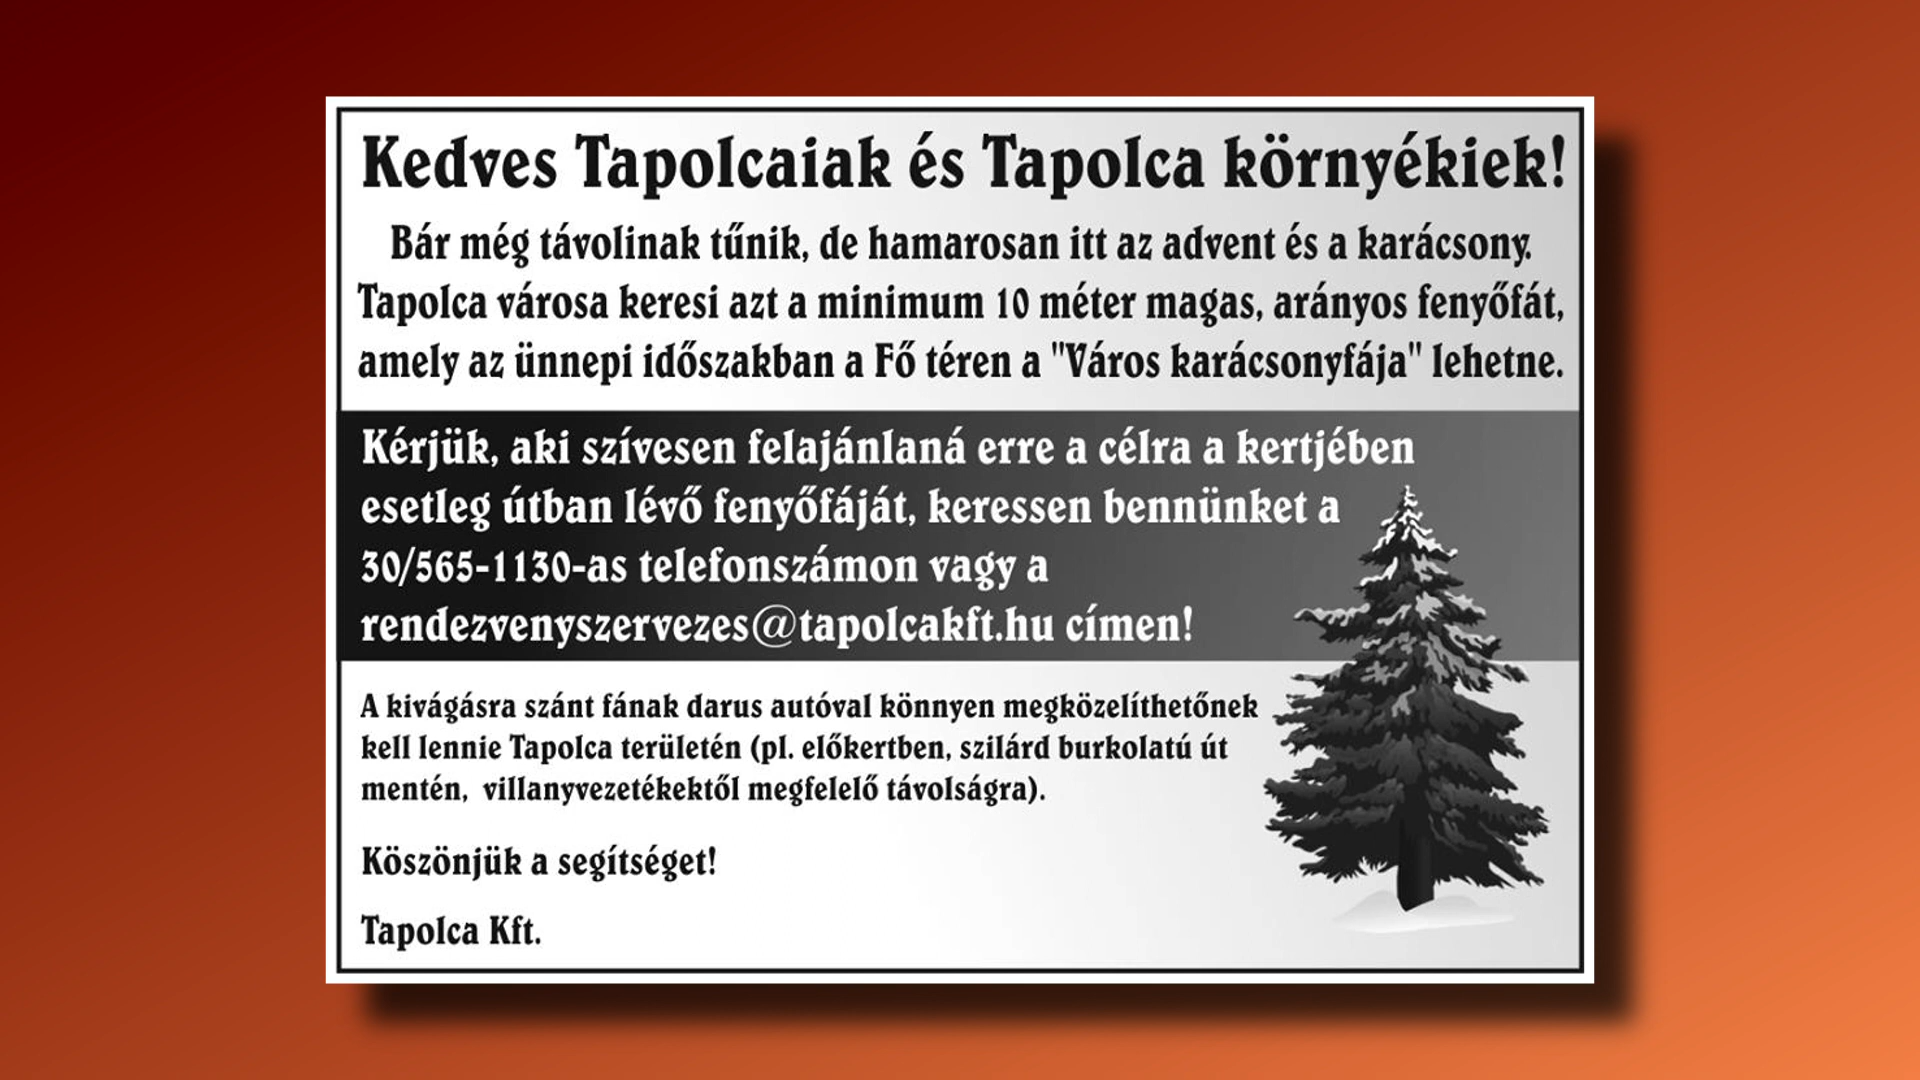 Kedves Tapolcaiak és Tapolca környékiek!
Bár még távolinak tűnik, de hamarosan itt az advent és a karácsony.
Tapolca városa keresi azt a minimum 10 méter magas, arányos fenyőfát,
amely az ünnepi időszakban a Fő téren a "Város karácsonyfája" lehetne.
Kérjük, aki szívesen felajánlaná erre a célra a kertjében
esetleg útban lévő fenyőfáját, keressen bennünket a
30/565-1130-as telefonszámon vagy a
rendezvenyszervezes@tapolcakft.hu címen!
A kivágásra szánt fának darus autóval könnyen megközelíthetőnek
kell lennie Tapolca területén (pl. előkertben, szilárd burkolatú út
mentén, villanyvezetékektől megfelelő távolságra).
Köszönjük a segítséget!
Tapolca Kft.